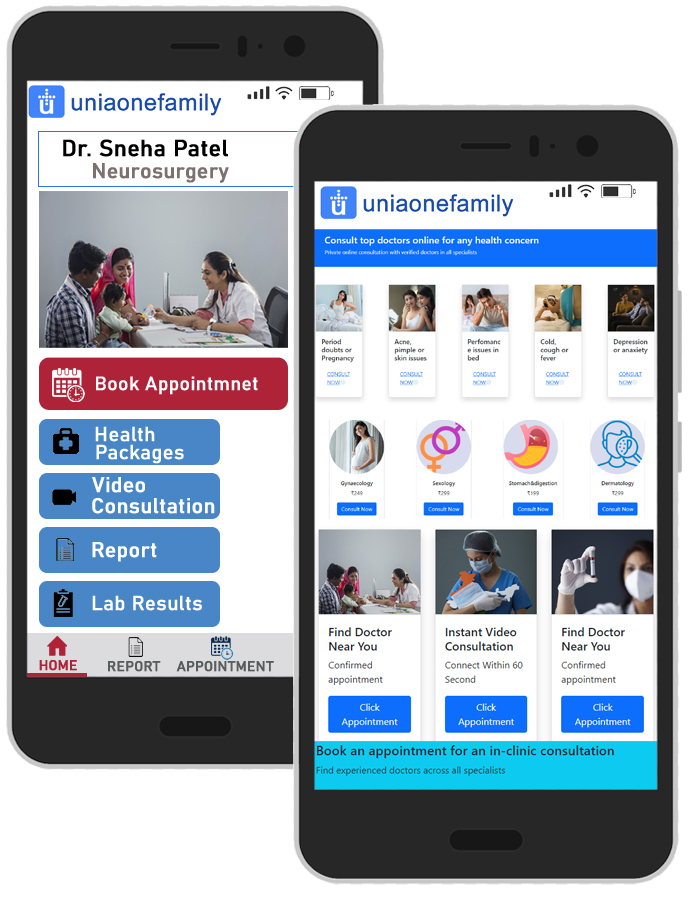 uniaonefamily
Dr. Sneha Patel
Neurosurgery
Book Appointmnet
Health
Packages
Video
Consultation
Report
Lab Results
HOME
REPORT
APPOINTMENT
uniaonefamily
Consult top doctors online for any health concern
Private online consultation with verified doctors in all specialists
Period
doubts or
Pregnancy
CONSULT
NOW
Acne,
pimple or
skin issues
CONSULT
NOW
Perfomanc
e issues in
bed
CONSULT
NOW
Cold,
cough or
fever
CONSULT
NOW
Depression
or anaxiety
CONSULT
NOW
Gynaecology
₹249
Consult Now
Sexology
₹299
Consult Now
Stomach&digestion
₹199
Consult Now
Dermatology
₹299
Consult Now
Find Doctor
Near You
Confirmed
appointment
Click
Appointment
Instant Video
Consultation
Connect Within 60
Second
Click
Appointment
Find Doctor
Near You
Confirmed
appointment
Click
Appointment
Book an appointment for an in-clinic consultation
Find experienced doctors across all specialists